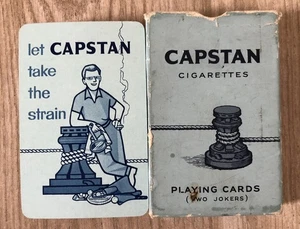 let CAPSTAN
take
the
strain
CAPSTAN
CIGARETTES
PLAYING CARDS
(TWO JOKERS)